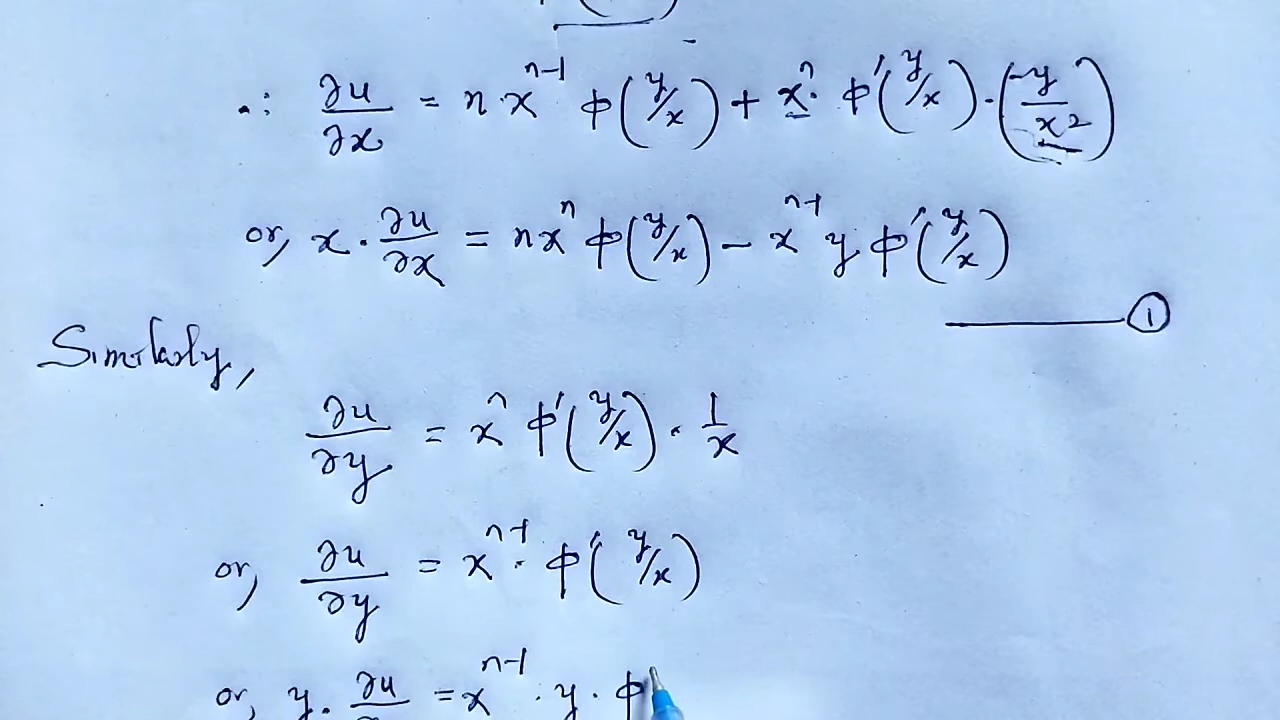 ∴ ∂u/∂x = n·x^{n-1} φ(y/x) + x^n · φ'(y/x) · (-y/x²)
or, x · ∂u/∂x = nx^n φ(y/x) − x^{n-1} y φ'(y/x)
①
Similarly,
∂u/∂y = x^n φ'(y/x) · 1/x
or, ∂u/∂y = x^{n-1} · φ'(y/x)
or, y · ∂u = x^{n-1} · y · φ